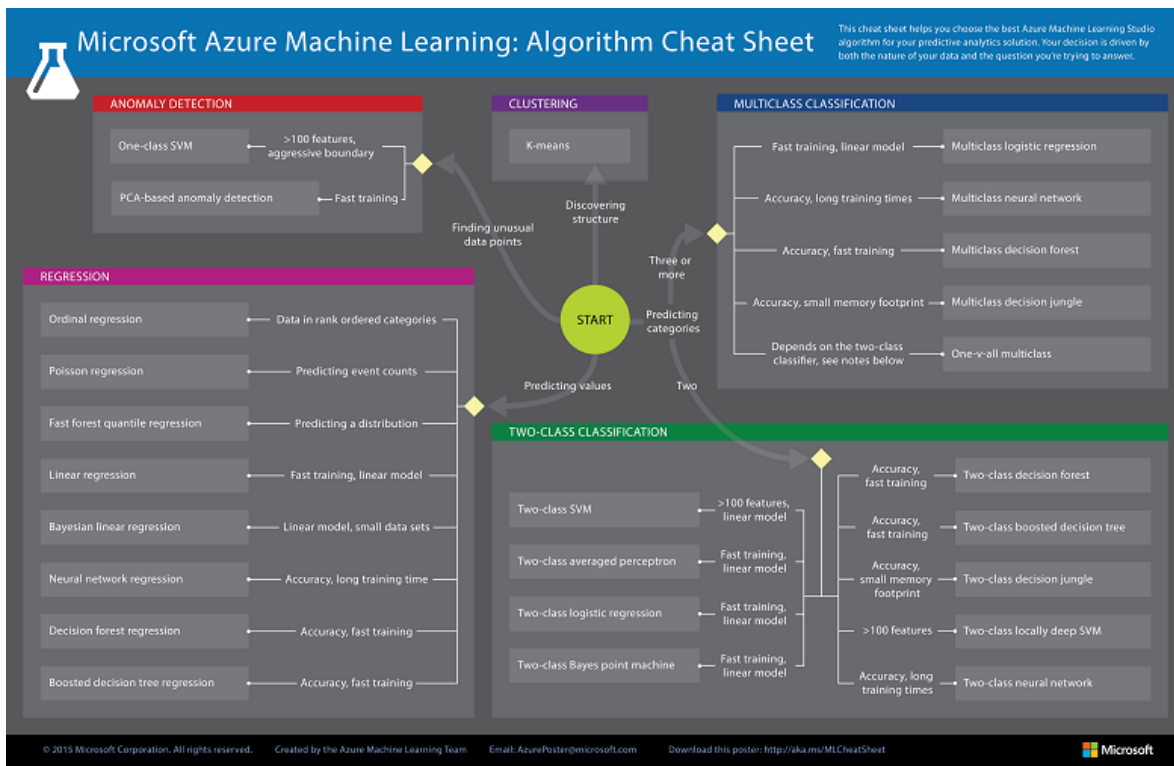 Microsoft Azure Machine Learning: Algorithm Cheat Sheet
This cheat sheet helps you choose the best Azure Machine Learning Studio
algorithm for your predictive analytics solution. Your decision is driven by
both the nature of your data and the question you're trying to answer.
ANOMALY DETECTION
One-class SVM
>100 features,
aggressive boundary
PCA-based anomaly detection
Fast training
CLUSTERING
K-means
MULTICLASS CLASSIFICATION
Fast training, linear model
Multiclass logistic regression
Accuracy, long training times
Multiclass neural network
Accuracy, fast training
Multiclass decision forest
Accuracy, small memory footprint
Multiclass decision jungle
Depends on the two-class
classifier, see notes below
One-v-all multiclass
Finding unusual
data points
Discovering
structure
Three or
more
START
Predicting
categories
Predicting values
Two
REGRESSION
Ordinal regression
Data in rank ordered categories
Poisson regression
Predicting event counts
Fast forest quantile regression
Predicting a distribution
Linear regression
Fast training, linear model
Bayesian linear regression
Linear model, small data sets
Neural network regression
Accuracy, long training time
Decision forest regression
Accuracy, fast training
Boosted decision tree regression
Accuracy, fast training
TWO-CLASS CLASSIFICATION
Two-class SVM
>100 features,
linear model
Two-class averaged perceptron
Fast training,
linear model
Two-class logistic regression
Fast training,
linear model
Two-class Bayes point machine
Fast training,
linear model
Accuracy,
fast training
Two-class decision forest
Accuracy,
fast training
Two-class boosted decision tree
Accuracy,
small memory
footprint
Two-class decision jungle
>100 features
Two-class locally deep SVM
Accuracy, long
training times
Two-class neural network
© 2015 Microsoft Corporation. All rights reserved.
Created by the Azure Machine Learning Team
Email: AzurePoster@microsoft.com
Download this poster: http://aka.ms/MLCheatSheet
Microsoft